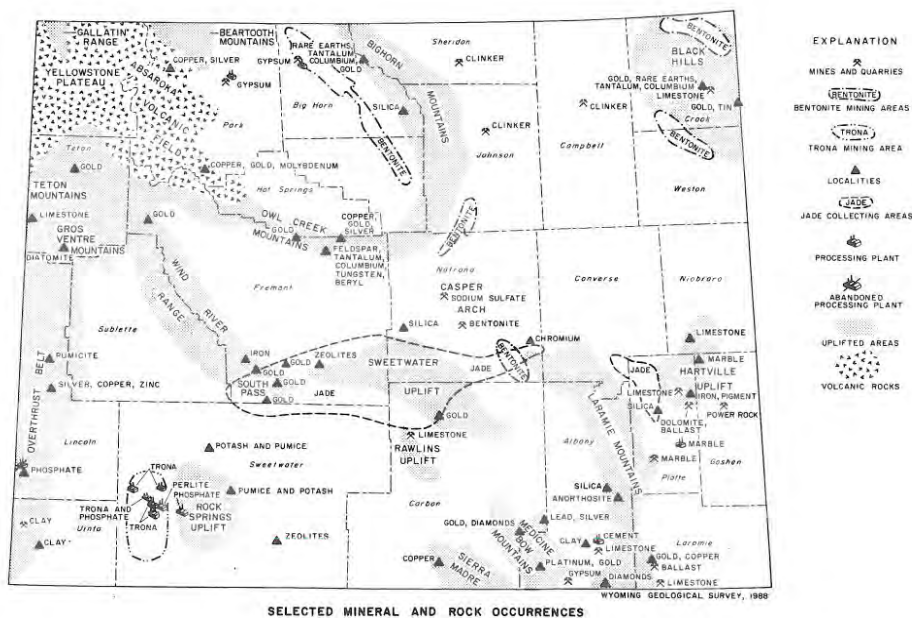 GALLATIN
RANGE
BEARTOOTH
MOUNTAINS
YELLOWSTONE
PLATEAU
ABSAROKA
VOLCANIC
FIELD
COPPER, SILVER
GYPSUM
Park
RARE EARTHS,
TANTALUM,
COLUMBIUM,
GOLD
GYPSUM
Big Horn
BENTONITE
BIGHORN
MOUNTAINS
SILICA
Sheridan
CLINKER
CLINKER
Johnson
CLINKER
Campbell
BENTONITE
BLACK
HILLS
GOLD, RARE EARTHS,
TANTALUM, COLUMBIUM
LIMESTONE
GOLD, TIN
Crook
BENTONITE
Weston
Teton
GOLD
TETON
MOUNTAINS
LIMESTONE
GROS
VENTRE
MOUNTAINS
DIATOMITE
COPPER, GOLD, MOLYBDENUM
Hot Springs
GOLD
OWL CREEK
MOUNTAINS
GOLD
COPPER,
GOLD,
SILVER
FELDSPAR,
TANTALUM,
COLUMBIUM,
TUNGSTEN,
BERYL
BENTONITE
WIND
RIVER
RANGE
Fremont
Sublette
Natrona
CASPER
SODIUM SULFATE
ARCH
BENTONITE
SILICA
Converse
Niobrara
CHROMIUM
LIMESTONE
MARBLE
HARTVILLE
UPLIFT
IRON, PIGMENT
LIMESTONE
SILICA
POWER ROCK
DOLOMITE,
BALLAST
MARBLE
MARBLE
Platte
Goshen
JADE
BENTONITE
IRON
GOLD
GOLD
ZEOLITES
GOLD
SOUTH
PASS
GOLD
JADE
SWEETWATER
JADE
UPLIFT
GOLD
LIMESTONE
RAWLINS
UPLIFT
OVERTHRUST BELT
PUMICITE
SILVER, COPPER, ZINC
Lincoln
PHOSPHATE
CLAY
Uinta
CLAY
POTASH AND PUMICE
Sweetwater
TRONA
PERLITE
PHOSPHATE
TRONA AND
PHOSPHATE
TRONA
ROCK
SPRINGS
UPLIFT
PUMICE AND POTASH
ZEOLITES
Carbon
COPPER
SIERRA
MADRE
GOLD, DIAMONDS
MEDICINE
BOW
MOUNTAINS
Albany
LARAMIE MOUNTAINS
SILICA
ANORTHOSITE
LEAD, SILVER
CLAY
CEMENT
LIMESTONE
PLATINUM, GOLD
GYPSUM
DIAMONDS
Laramie
GOLD, COPPER
BALLAST
LIMESTONE
WYOMING GEOLOGICAL SURVEY, 1988
SELECTED MINERAL AND ROCK OCCURRENCES
EXPLANATION
MINES AND QUARRIES
BENTONITE
BENTONITE MINING AREAS
TRONA
TRONA MINING AREA
LOCALITIES
JADE
JADE COLLECTING AREAS
PROCESSING PLANT
ABANDONED
PROCESSING PLANT
UPLIFTED AREAS
VOLCANIC ROCKS